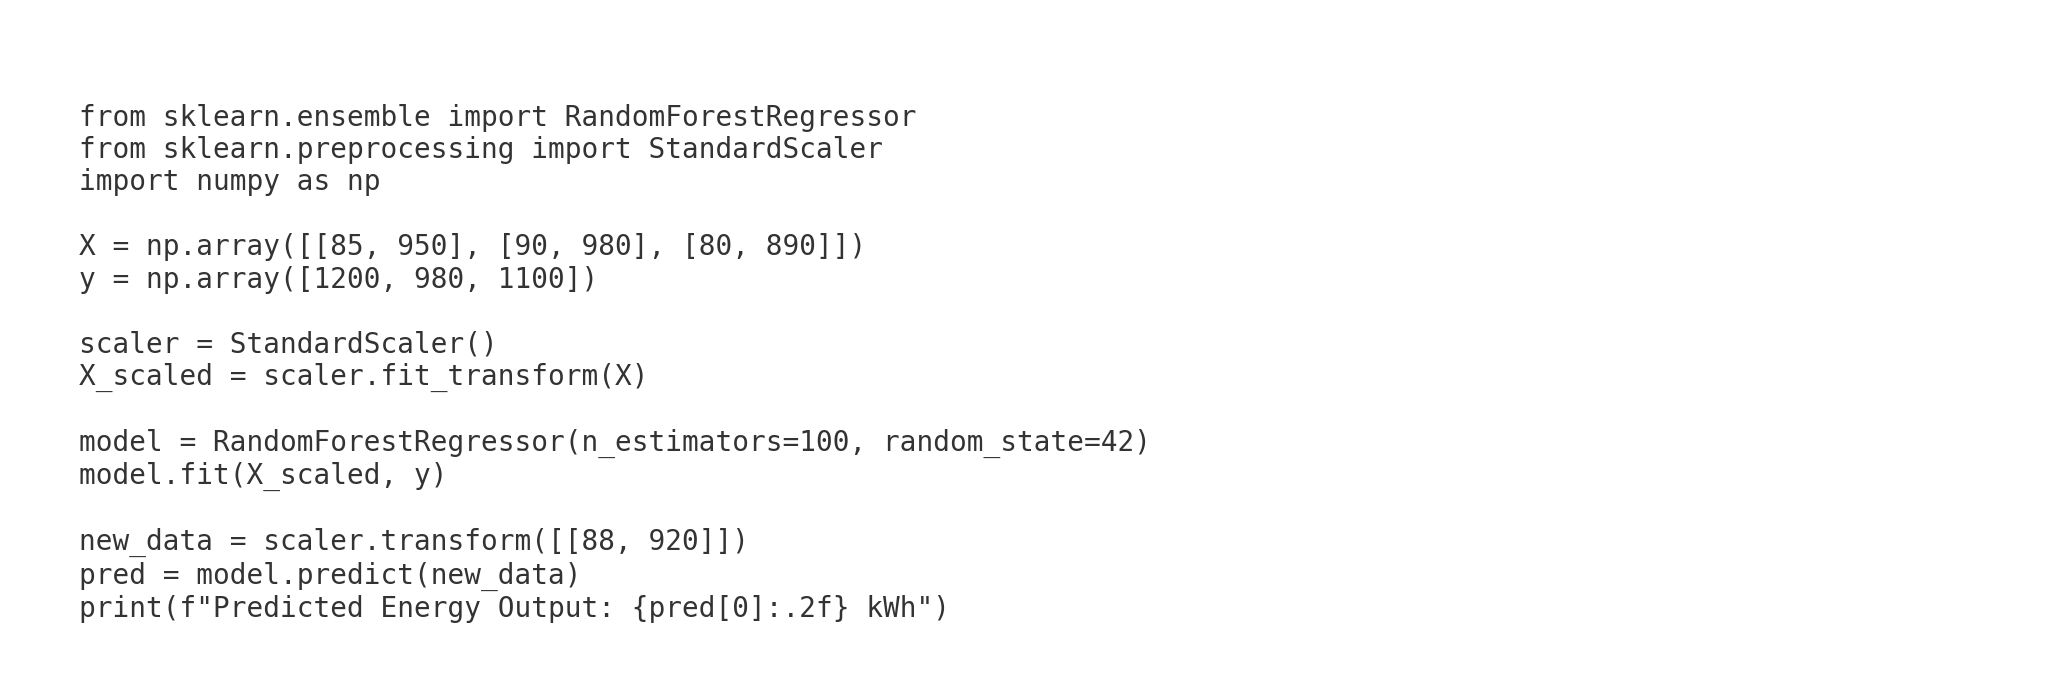 from sklearn.ensemble import RandomForestRegressor
from sklearn.preprocessing import StandardScaler
import numpy as np
X = np.array([[85, 950], [90, 980], [80, 890]])
y = np.array([1200, 980, 1100])
scaler = StandardScaler()
X_scaled = scaler.fit_transform(X)
model = RandomForestRegressor(n_estimators=100, random_state=42)
model.fit(X_scaled, y)
new_data = scaler.transform([[88, 920]])
pred = model.predict(new_data)
print(f"Predicted Energy Output: {pred[0]:.2f} kWh")